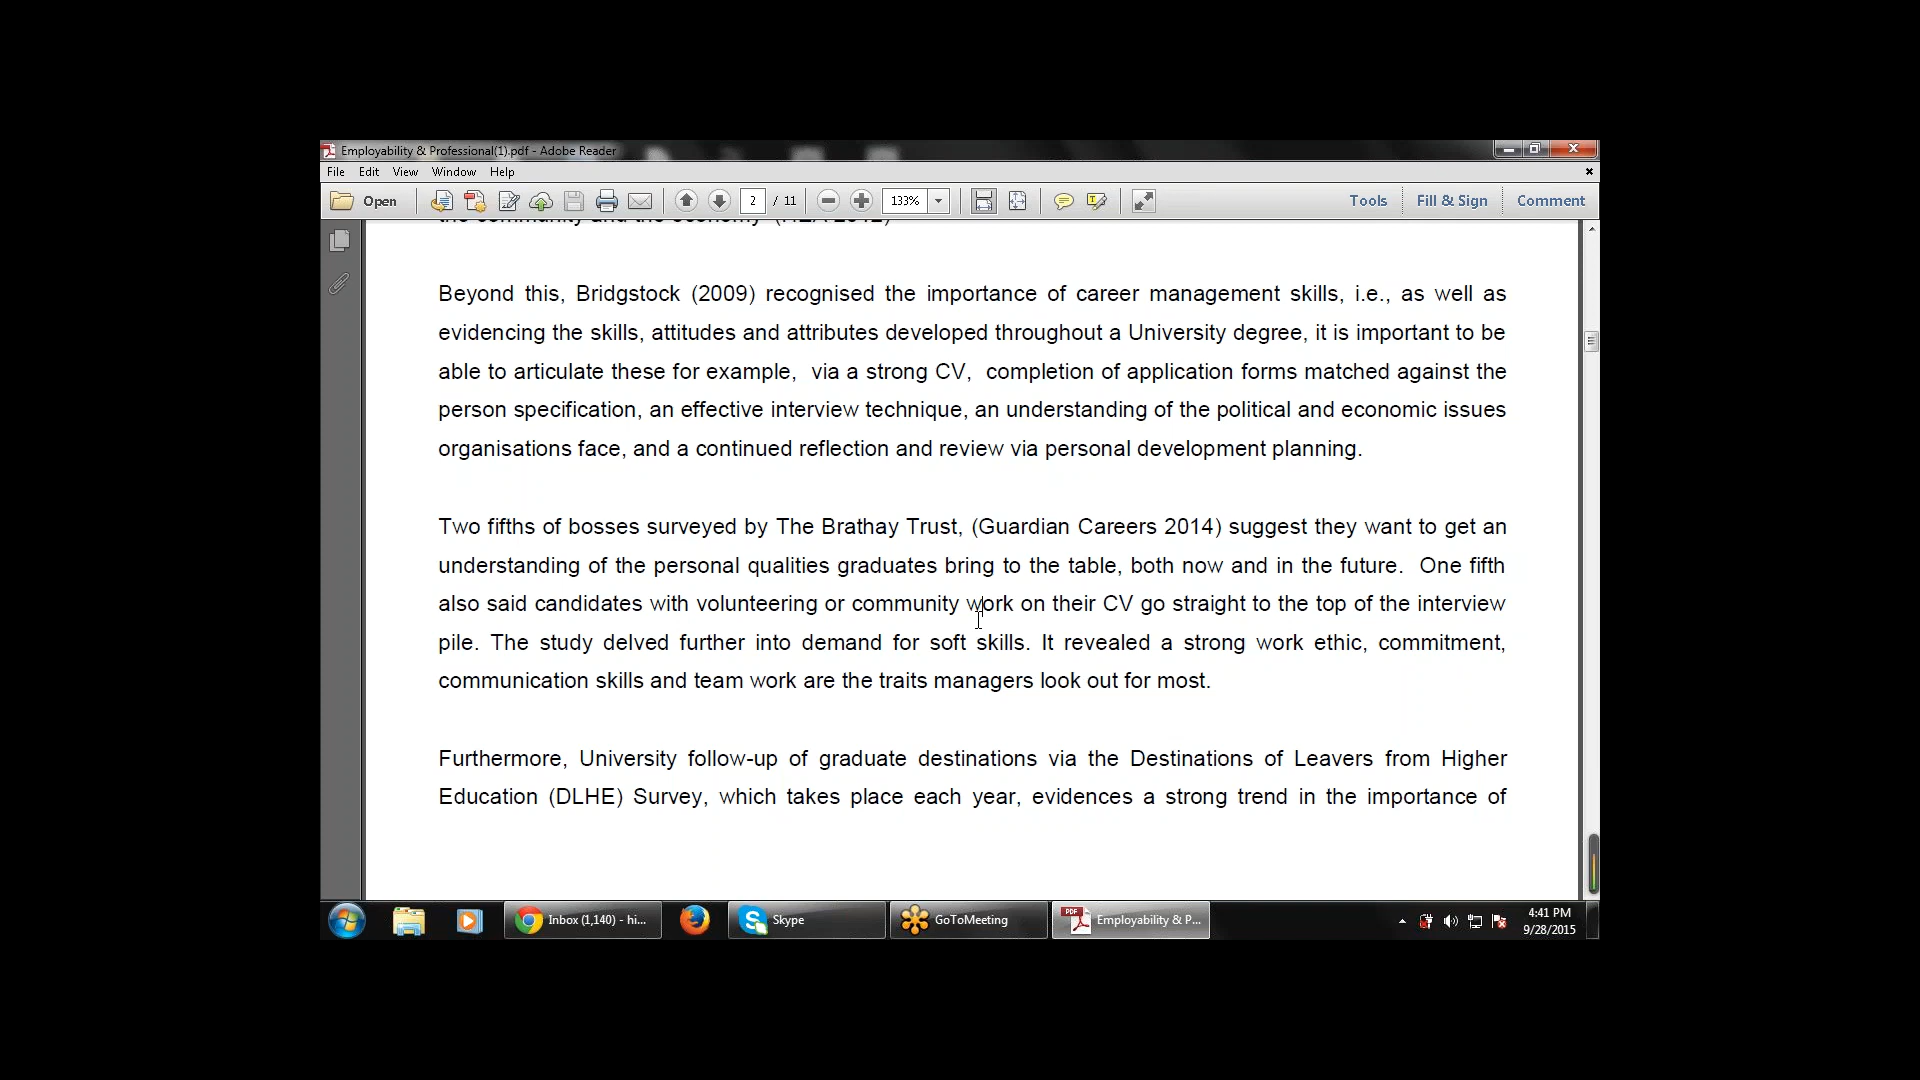 Employability & Professional(1).pdf - Adobe Reader
File Edit View Window Help
Open 2 / 11 133% Tools Fill & Sign Comment
the community and the economy" (HEA 2012)
Beyond this, Bridgstock (2009) recognised the importance of career management skills, i.e., as well as
evidencing the skills, attitudes and attributes developed throughout a University degree, it is important to be
able to articulate these for example, via a strong CV, completion of application forms matched against the
person specification, an effective interview technique, an understanding of the political and economic issues
organisations face, and a continued reflection and review via personal development planning.
Two fifths of bosses surveyed by The Brathay Trust, (Guardian Careers 2014) suggest they want to get an
understanding of the personal qualities graduates bring to the table, both now and in the future. One fifth
also said candidates with volunteering or community work on their CV go straight to the top of the interview
pile. The study delved further into demand for soft skills. It revealed a strong work ethic, commitment,
communication skills and team work are the traits managers look out for most.
Furthermore, University follow-up of graduate destinations via the Destinations of Leavers from Higher
Education (DLHE) Survey, which takes place each year, evidences a strong trend in the importance of
Inbox (1,140) - hi... Skype GoToMeeting PDF Employability & P... 4:41 PM
9/28/2015